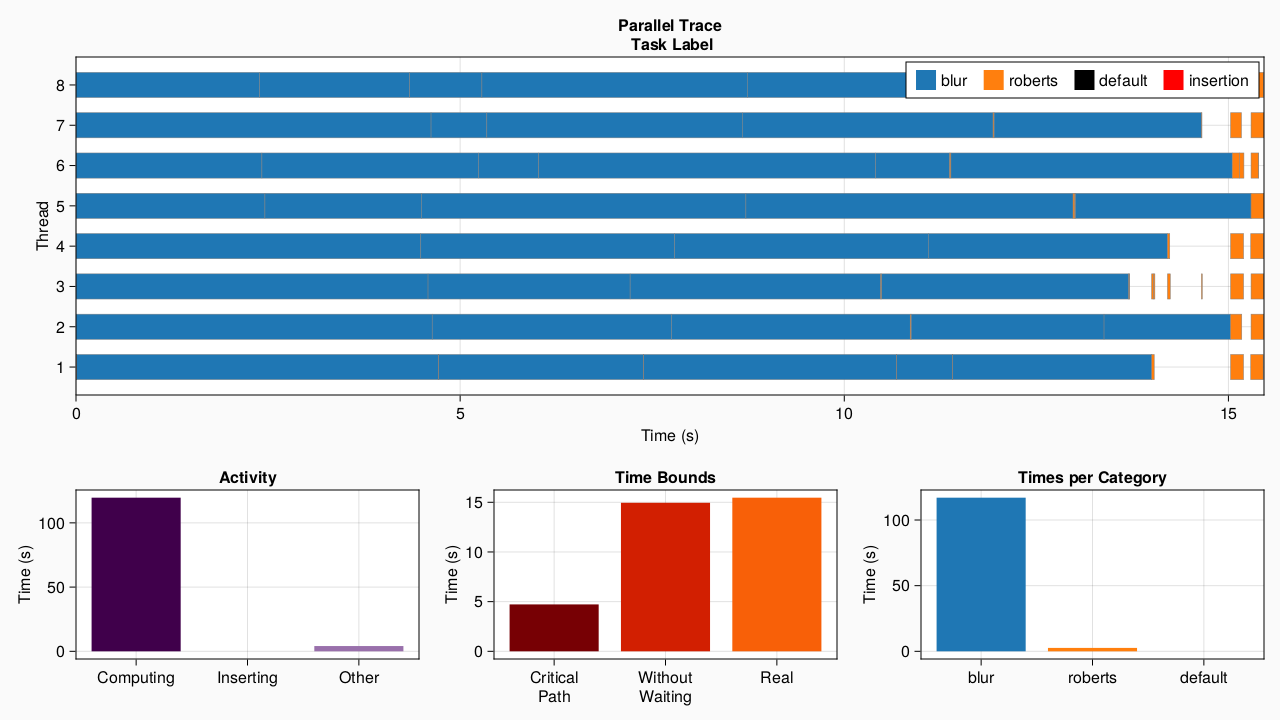 Parallel Trace
Task Label
blur roberts default insertion
Thread
8
7
6
5
4
3
2
1
0 5 10 15
Time (s)
Activity
Time (s)
100
50
0
Computing Inserting Other
Time Bounds
Time (s)
15
10
5
0
Critical Path
Without Waiting
Real
Times per Category
Time (s)
100
50
0
blur roberts default